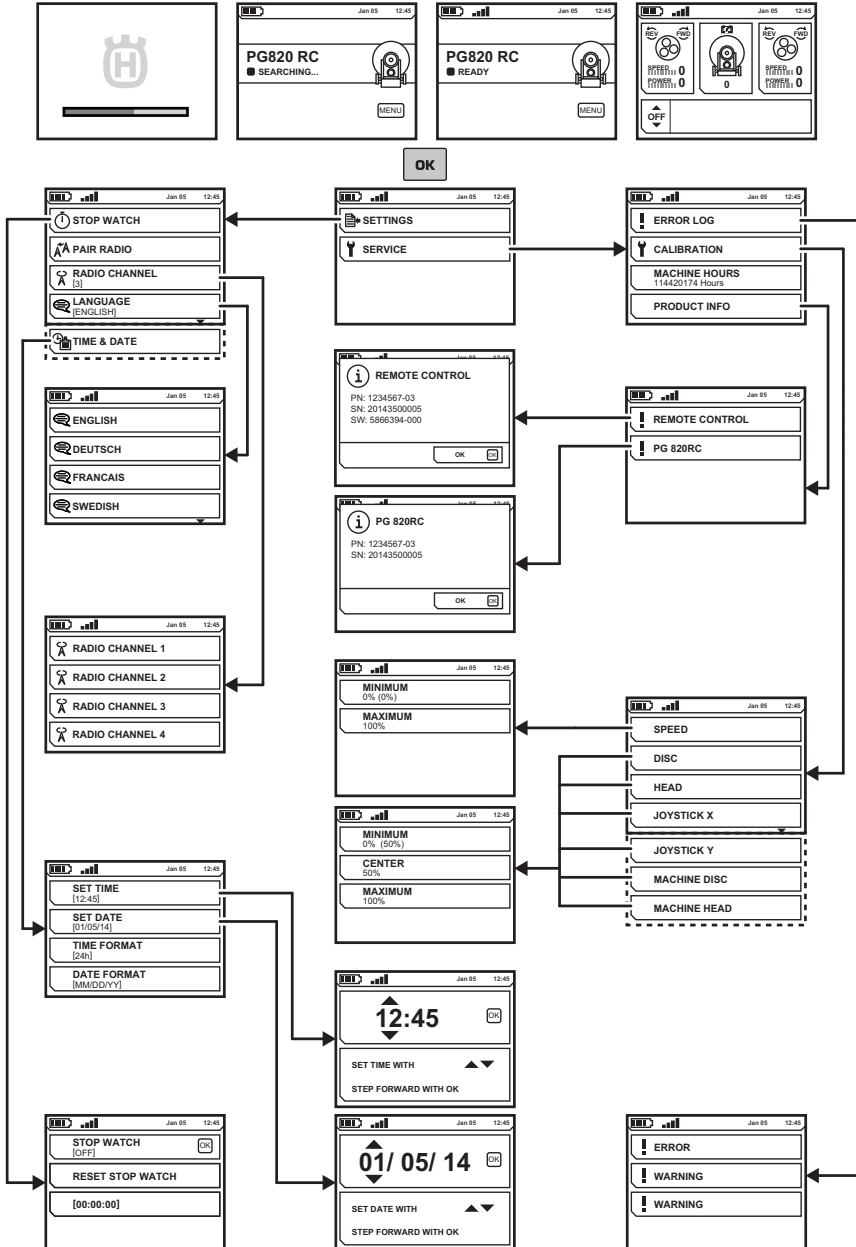 Jan 05 12:45
PG820 RC
SEARCHING...
MENU
Jan 05 12:45
PG820 RC
READY
MENU
Jan 05 12:45
REV FWD
SPEED 0
POWER 0
0
REV FWD
SPEED 0
POWER 0
OFF
OK
Jan 05 12:45
STOP WATCH
PAIR RADIO
RADIO CHANNEL
[3]
LANGUAGE
[ENGLISH]
TIME & DATE
Jan 05 12:45
SETTINGS
SERVICE
Jan 05 12:45
ERROR LOG
CALIBRATION
MACHINE HOURS
114420174 Hours
PRODUCT INFO
Jan 05 12:45
ENGLISH
DEUTSCH
FRANCAIS
SWEDISH
Jan 05 12:45
REMOTE CONTROL
PN: 1234567-03
SN: 20143500005
SW: 5866394-000
OK OK
Jan 05 12:45
REMOTE CONTROL
PG 820RC
PG 820RC
PN: 1234567-03
SN: 20143500005
OK OK
Jan 05 12:45
RADIO CHANNEL 1
RADIO CHANNEL 2
RADIO CHANNEL 3
RADIO CHANNEL 4
Jan 05 12:45
MINIMUM
0% (0%)
MAXIMUM
100%
Jan 05 12:45
SPEED
DISC
HEAD
JOYSTICK X
JOYSTICK Y
MACHINE DISC
MACHINE HEAD
Jan 05 12:45
MINIMUM
0% (50%)
CENTER
50%
MAXIMUM
100%
Jan 05 12:45
SET TIME
[12:45]
SET DATE
[01/05/14]
TIME FORMAT
[24h]
DATE FORMAT
[MM/DD/YY]
Jan 05 12:45
12:45 OK
SET TIME WITH
STEP FORWARD WITH OK
Jan 05 12:45
STOP WATCH OK
[OFF]
RESET STOP WATCH
[00:00:00]
Jan 05 12:45
01/ 05/ 14 OK
SET DATE WITH
STEP FORWARD WITH OK
Jan 05 12:45
ERROR
WARNING
WARNING